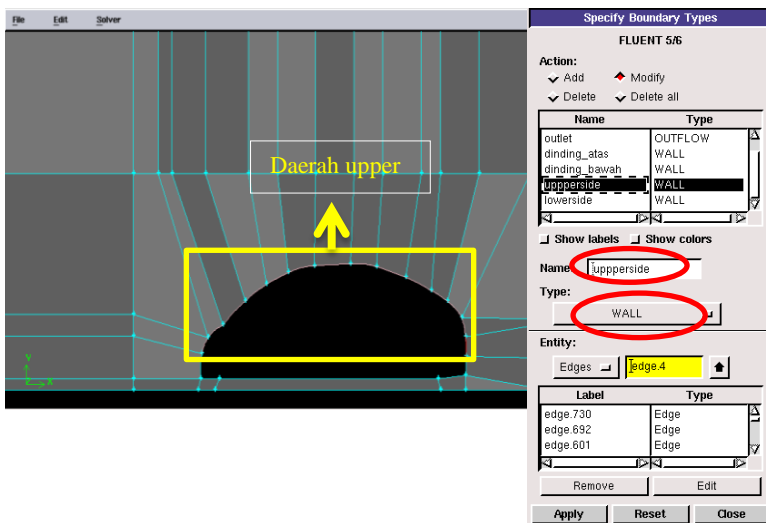 File Edit Solver
Daerah upper
y
x
Specify Boundary Types
FLUENT 5/6
Action:
Add Modify
Delete Delete all
Name Type
outlet OUTFLOW
dinding_atas WALL
dinding_bawah WALL
uppperside WALL
lowerside WALL
Show labels Show colors
Name: uppperside
Type:
WALL
Entity:
Edges edge.4
Label Type
edge.730 Edge
edge.692 Edge
edge.601 Edge
Remove Edit
Apply Reset Close